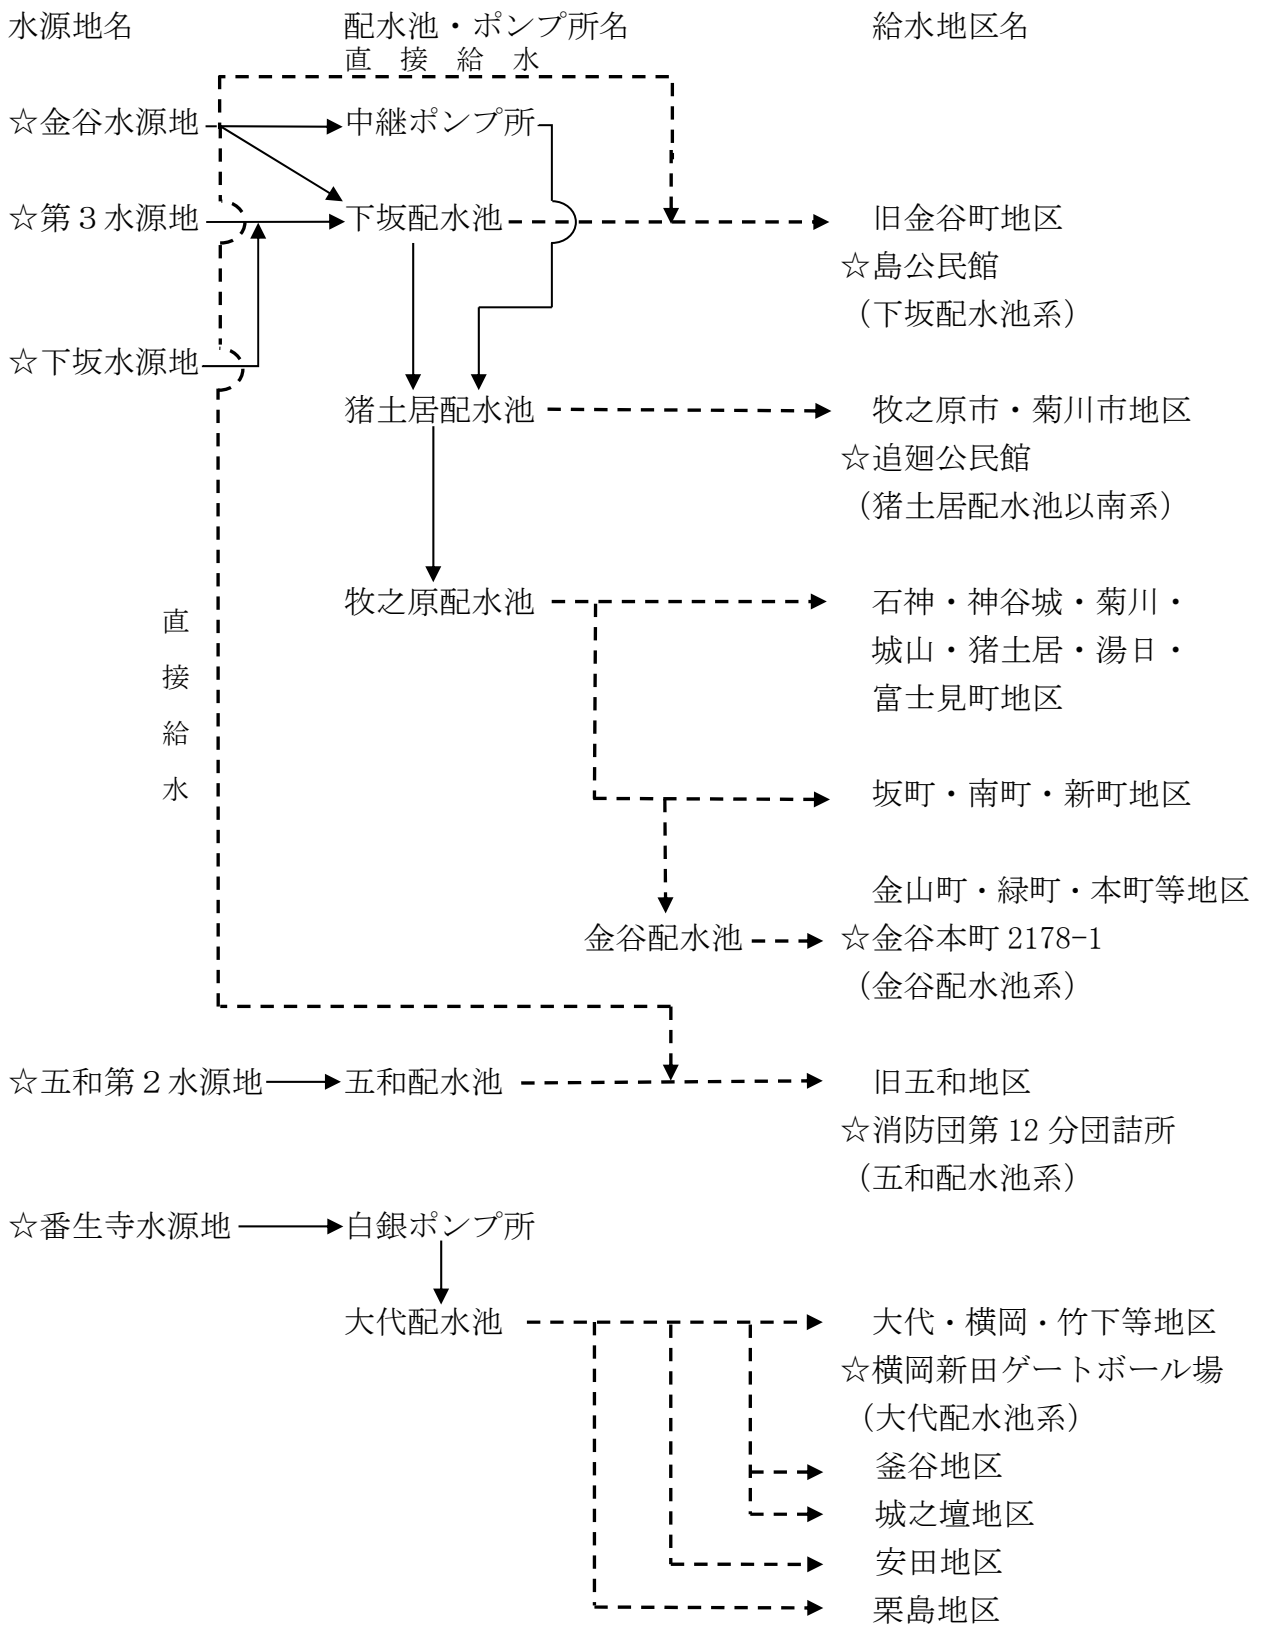 水源地名　配水池・ポンプ所名　給水地区名
直　接　給　水
☆金谷水源地　中継ポンプ所
☆第３水源地　下坂配水池　旧金谷町地区
☆島公民館
（下坂配水池系）
☆下坂水源地
猪土居配水池　牧之原市・菊川市地区
☆追廻公民館
（猪土居配水池以南系）
牧之原配水池　石神・神谷城・菊川・
城山・猪土居・湯日・
富士見町地区
直接給水
坂町・南町・新町地区
金山町・緑町・本町等地区
金谷配水池　☆金谷本町 2178-1
（金谷配水池系）
☆五和第２水源地　五和配水池　旧五和地区
☆消防団第 12 分団詰所
（五和配水池系）
☆番生寺水源地　白銀ポンプ所
大代配水池　大代・横岡・竹下等地区
☆横岡新田ゲートボール場
（大代配水池系）
釜谷地区
城之壇地区
安田地区
栗島地区